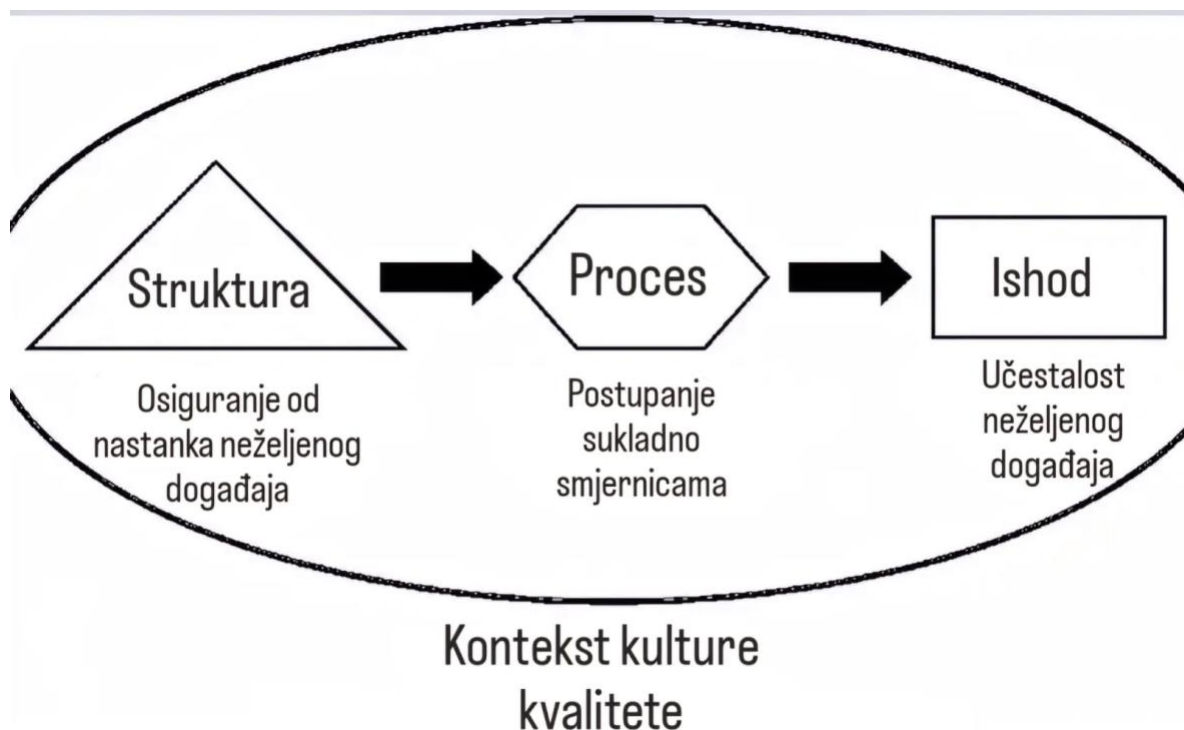 Struktura
Proces
Ishod
Osiguranje od
nastanka neželjenog
događaja
Postupanje
sukladno
smjernicama
Učestalost
neželjenog
događaja
Kontekst kulture
kvalitete